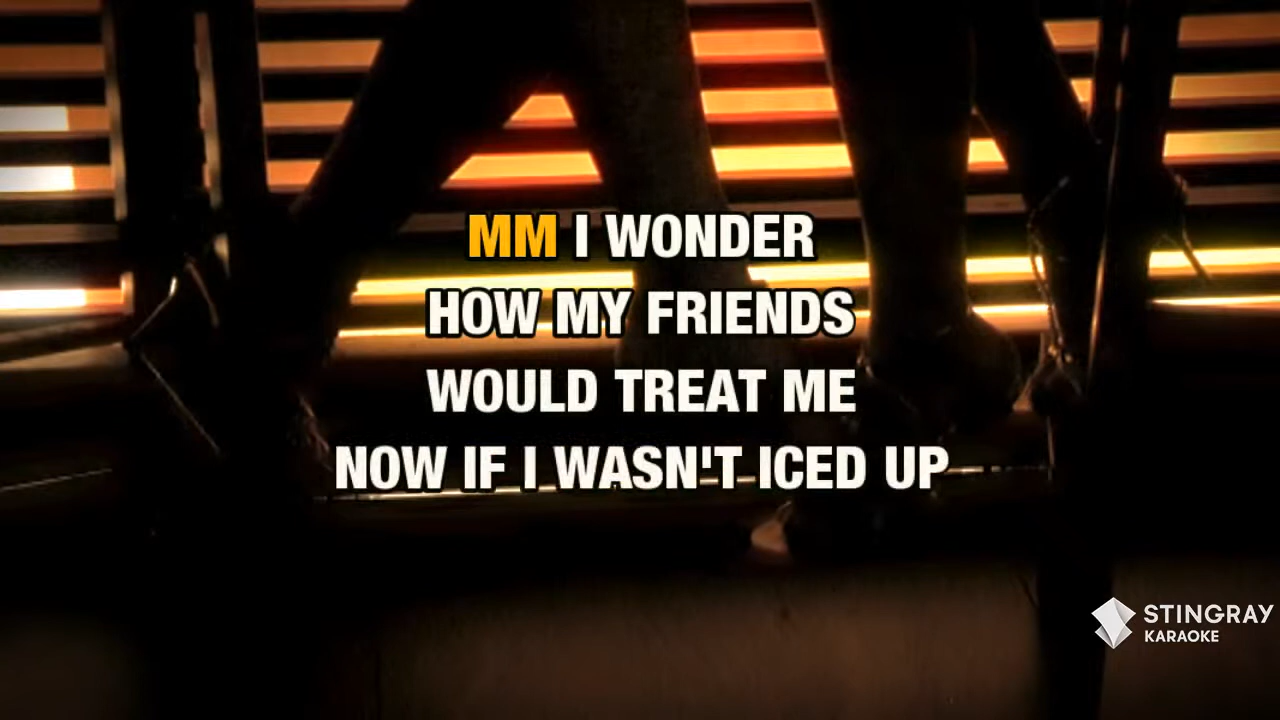 MM I WONDER
HOW MY FRIENDS
WOULD TREAT ME
NOW IF I WASN'T ICED UP
STINGRAY
KARAOKE